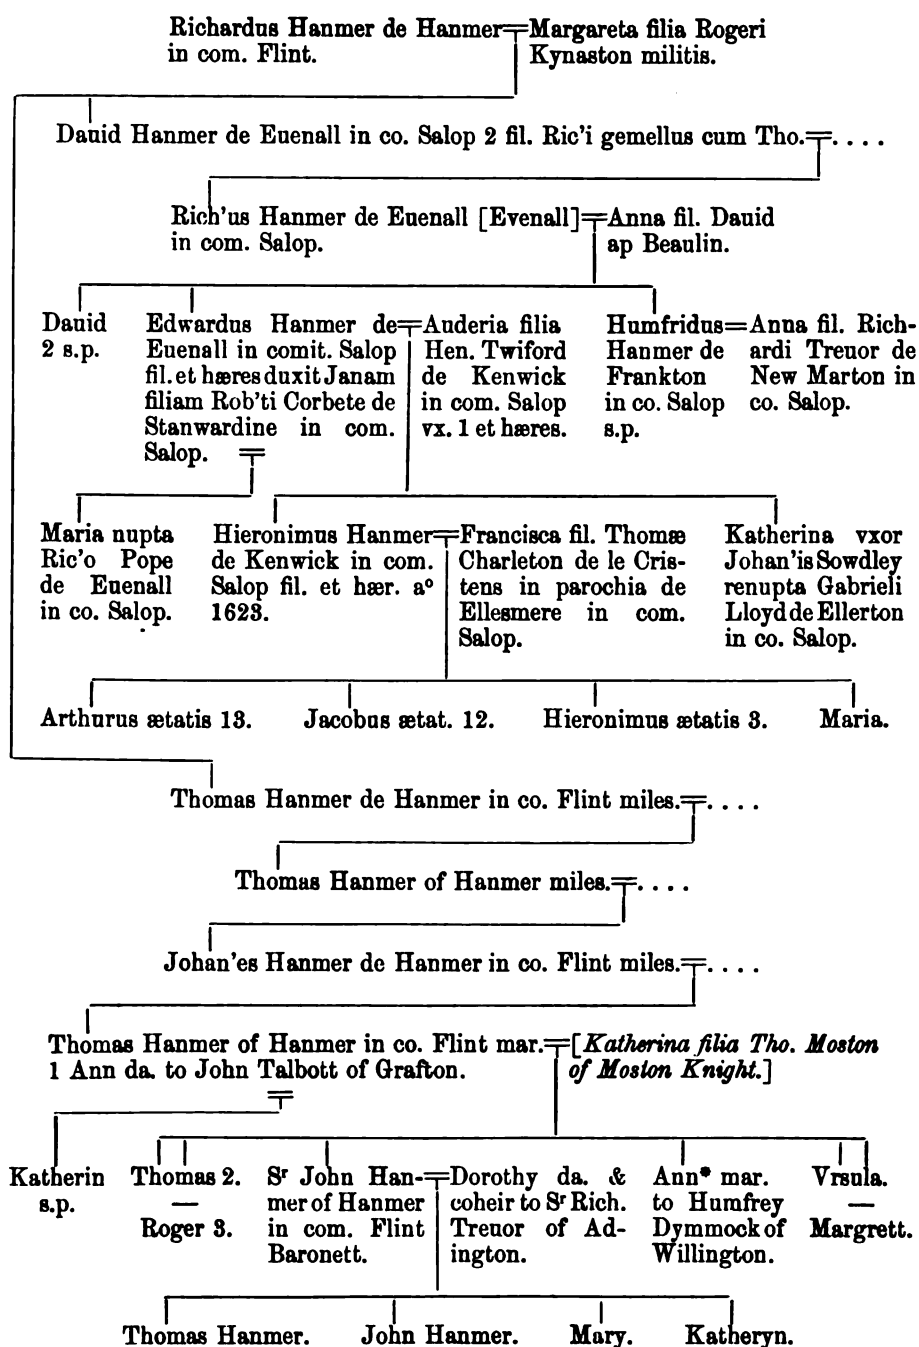 Richardus Hanmer de Hanmer
in com. Flint.
Margareta filia Rogeri
Kynaston militis.
Dauid Hanmer de Euenall in co. Salop 2 fil. Ric'i gemellus cum Tho. . . . .
Rich'us Hanmer de Euenall [Evenall]
in com. Salop.
Anna fil. Dauid
ap Beaulin.
Dauid
2 s.p.
Edwardus Hanmer de
Euenall in comit. Salop
fil. et hæres duxit Janam
filiam Rob'ti Corbete de
Stanwardine in com.
Salop.
Auderia filia
Hen. Twiford
de Kenwick
in com. Salop
vx. 1 et hæres.
Humfridus
Hanmer de
Frankton
in co. Salop
s.p.
Anna fil. Rich-
ardi Treuor de
New Marton in
co. Salop.
Maria nupta
Ric'o Pope
de Euenall
in co. Salop.
Hieronimus Hanmer
de Kenwick in com.
Salop fil. et hær. aº
1623.
Francisca fil. Thomæ
Charleton de le Cris-
tens in parochia de
Ellesmere in com.
Salop.
Katherina vxor
Johan'is Sowdley
renupta Gabrieli
Lloyd de Ellerton
in co. Salop.
Arthurus ætatis 13.
Jacobus ætat. 12.
Hieronimus ætatis 3.
Maria.
Thomas Hanmer de Hanmer in co. Flint miles. . . . .
Thomas Hanmer of Hanmer miles. . . . .
Johan'es Hanmer de Hanmer in co. Flint miles. . . . .
Thomas Hanmer of Hanmer in co. Flint mar.
1 Ann da. to John Talbott of Grafton.
[Katherina filia Tho. Moston
of Moston Knight.]
Katherin
s.p.
Thomas 2.
—
Roger 3.
Sr John Han-
mer of Hanmer
in com. Flint
Baronett.
Dorothy da. &
coheir to Sr Rich.
Treuor of Ad-
ington.
Ann* mar.
to Humfrey
Dymmock of
Willington.
Vrsula.
—
Margrett.
Thomas Hanmer.
John Hanmer.
Mary.
Katheryn.